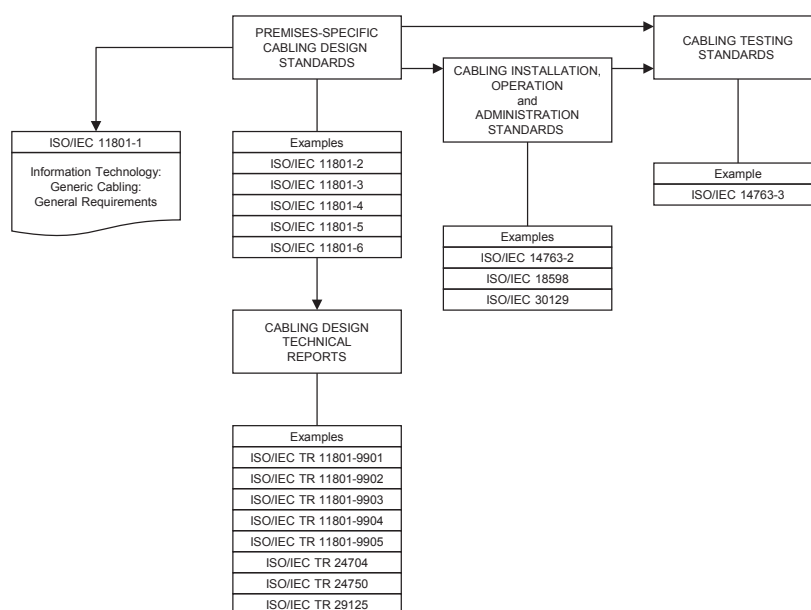 PREMISES-SPECIFIC
CABLING DESIGN
STANDARDS
CABLING TESTING
STANDARDS
CABLING INSTALLATION,
OPERATION
and
ADMINISTRATION
STANDARDS
ISO/IEC 11801-1
Information Technology:
Generic Cabling:
General Requirements
Examples
ISO/IEC 11801-2
ISO/IEC 11801-3
ISO/IEC 11801-4
ISO/IEC 11801-5
ISO/IEC 11801-6
Example
ISO/IEC 14763-3
Examples
ISO/IEC 14763-2
ISO/IEC 18598
ISO/IEC 30129
CABLING DESIGN
TECHNICAL
REPORTS
Examples
ISO/IEC TR 11801-9901
ISO/IEC TR 11801-9902
ISO/IEC TR 11801-9903
ISO/IEC TR 11801-9904
ISO/IEC TR 11801-9905
ISO/IEC TR 24704
ISO/IEC TR 24750
ISO/IEC TR 29125